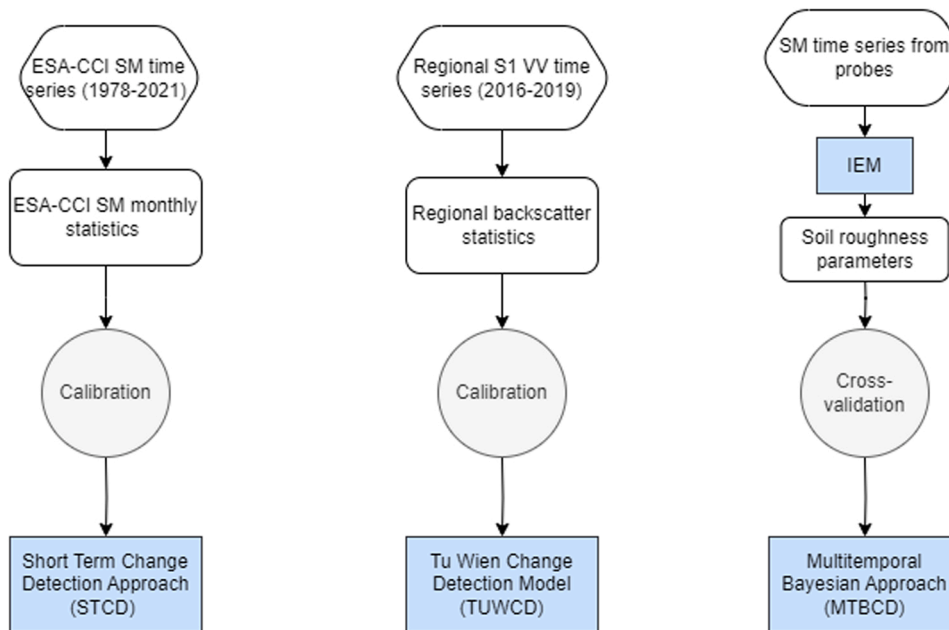 ESA-CCI SM time
series (1978-2021)
ESA-CCI SM monthly
statistics
Calibration
Short Term Change
Detection Approach
(STCD)
Regional S1 VV time
series (2016-2019)
Regional backscatter
statistics
Calibration
Tu Wien Change
Detection Model
(TUWCD)
SM time series from
probes
IEM
Soil roughness
parameters
Cross-
validation
Multitemporal
Bayesian Approach
(MTBCD)